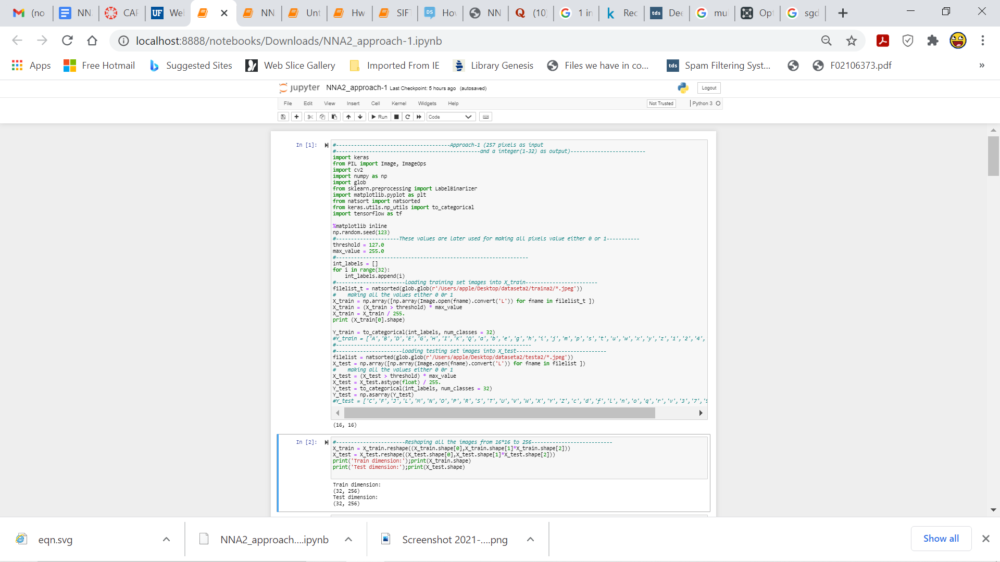 (no NN CAF UF Wel NN Unt Hw SIFT DS Hov NN (10) 1 in k Rec tds Dee mu Opt sgd
localhost:8888/notebooks/Downloads/NNA2_approach-1.ipynb
Apps Free Hotmail Suggested Sites Web Slice Gallery Imported From IE Library Genesis Files we have in co... tds Spam Filtering Syst... F02106373.pdf »
jupyter NNA2_approach-1 Last Checkpoint: 5 hours ago (autosaved) Logout
File Edit View Insert Cell Kernel Widgets Help Not Trusted Python 3
Run Code
In [1]: #--------------------------------------Approach-1 (257 pixels as input
#------------------------------------------------and a integer(1-32) as output)-------------------------
import keras
from PIL import Image, ImageOps
import cv2
import numpy as np
import glob
from sklearn.preprocessing import LabelBinarizer
import matplotlib.pyplot as plt
from natsort import natsorted
from keras.utils.np_utils import to_categorical
import tensorflow as tf
%matplotlib inline
np.random.seed(123)
#---------------------These values are later used for making all pixels value either 0 or 1-----------
threshold = 127.0
max_value = 255.0
#----------------------------------------------------------------
int_labels = []
for i in range(32):
    int_labels.append(i)
#-----------------------loading training set images into X_train------------------------
filelist_t = natsorted(glob.glob(r'/Users/apple/Desktop/dataseta2/traina2/*.jpeg'))
#    making all the values either 0 0r 1
X_train = np.array([np.array(Image.open(fname).convert('L')) for fname in filelist_t ])
X_train = (X_train > threshold) * max_value
X_train = X_train / 255.
print (X_train[0].shape)
Y_train = to_categorical(int_labels, num_classes = 32)
#Y_train = ['A','B','D','E','G','H','I','K','Q','a','b','e','g','h','i','j','m','p','s','t','u','w','x','y','z','1','2','4',
#-----------------------------------------------------------------
#----------------------loading testing set images into X_test------------------------------
filelist = natsorted(glob.glob(r'/Users/apple/Desktop/dataseta2/testa2/*.jpeg'))
X_test = np.array([np.array(Image.open(fname).convert('L')) for fname in filelist ])
#    making all the values either 0 0r 1
X_test = (X_test > threshold) * max_value
X_test = X_test.astype(float) / 255.
Y_test = to_categorical(int_labels, num_classes = 32)
Y_test = np.asarray(Y_test)
#Y_test = ['C','F','J','L','M','N','O','P','R','S','T','U','V','W','X','Y','Z','c','d','f','l','n','o','q','r','v','3','7','9
(16, 16)
In [2]: #-----------------------Reshaping all the images from 16*16 to 256---------------------------
X_train = X_train.reshape((X_train.shape[0],X_train.shape[1]*X_train.shape[2]))
X_test = X_test.reshape((X_test.shape[0],X_test.shape[1]*X_test.shape[2]))
print('Train dimension:');print(X_train.shape)
print('Test dimension:');print(X_test.shape)
Train dimension:
(32, 256)
Test dimension:
(32, 256)
eqn.svg NNA2_approach....ipynb Screenshot 2021-....png Show all